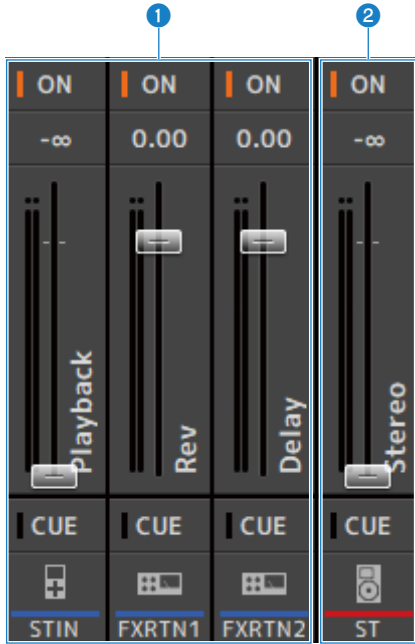 1 2
ON ON ON ON
-∞ 0.00 0.00 -∞
Playback Rev Delay Stereo
CUE CUE CUE CUE
STIN FXRTN1 FXRTN2 ST